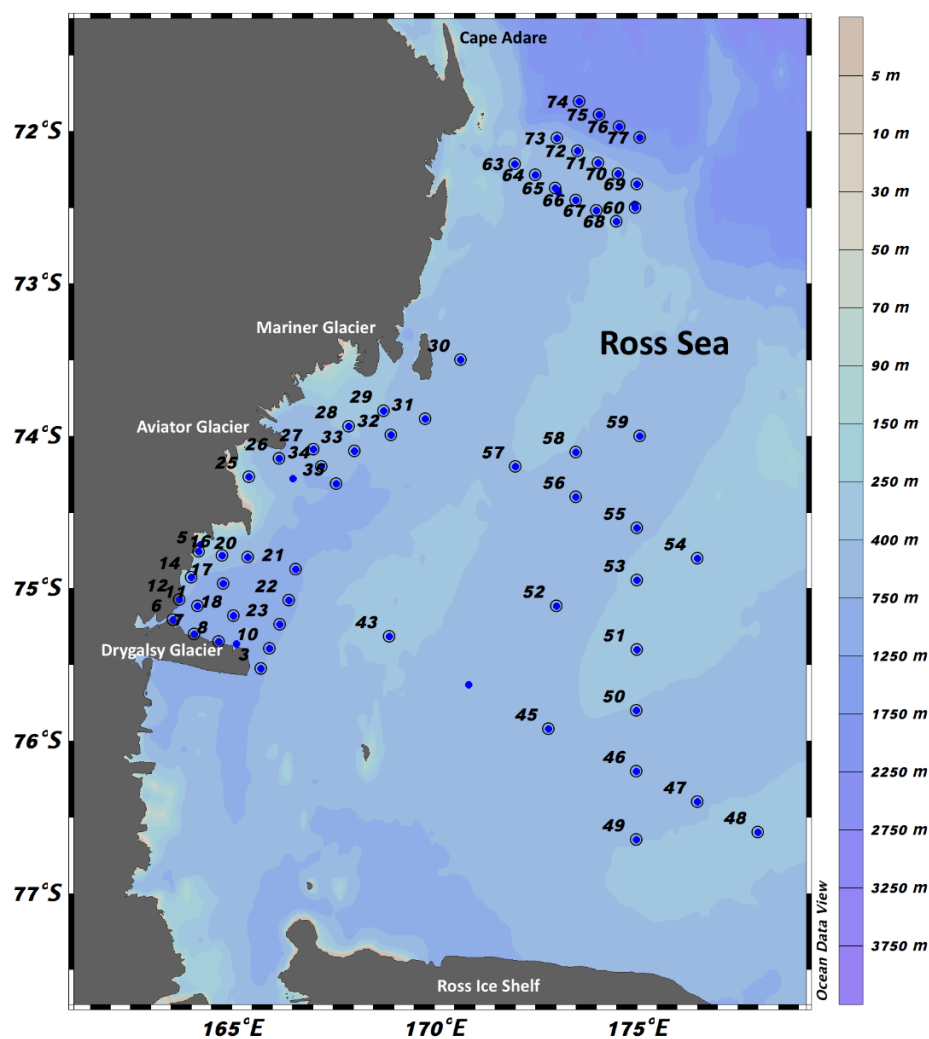 Cape Adare
5 m
74
75
76
72°S
77
73
72
10 m
63
71
64
70
30 m
65
69
66
67
60
68
50 m
73°S
70 m
Mariner Glacier
Ross Sea
30
90 m
29
31
28
32
150 m
Aviator Glacier
59
74°S
27
33
58
26
34
57
25
39
250 m
56
55
5
16
20
400 m
54
21
14
17
53
75°S
12
11
22
52
750 m
6
7
18
23
43
8
10
51
Drygalsy Glacier
3
1250 m
50
45
1750 m
76°S
46
2250 m
47
49
48
2750 m
77°S
3250 m
3750 m
Ocean Data View
Ross Ice Shelf
165°E
170°E
175°E